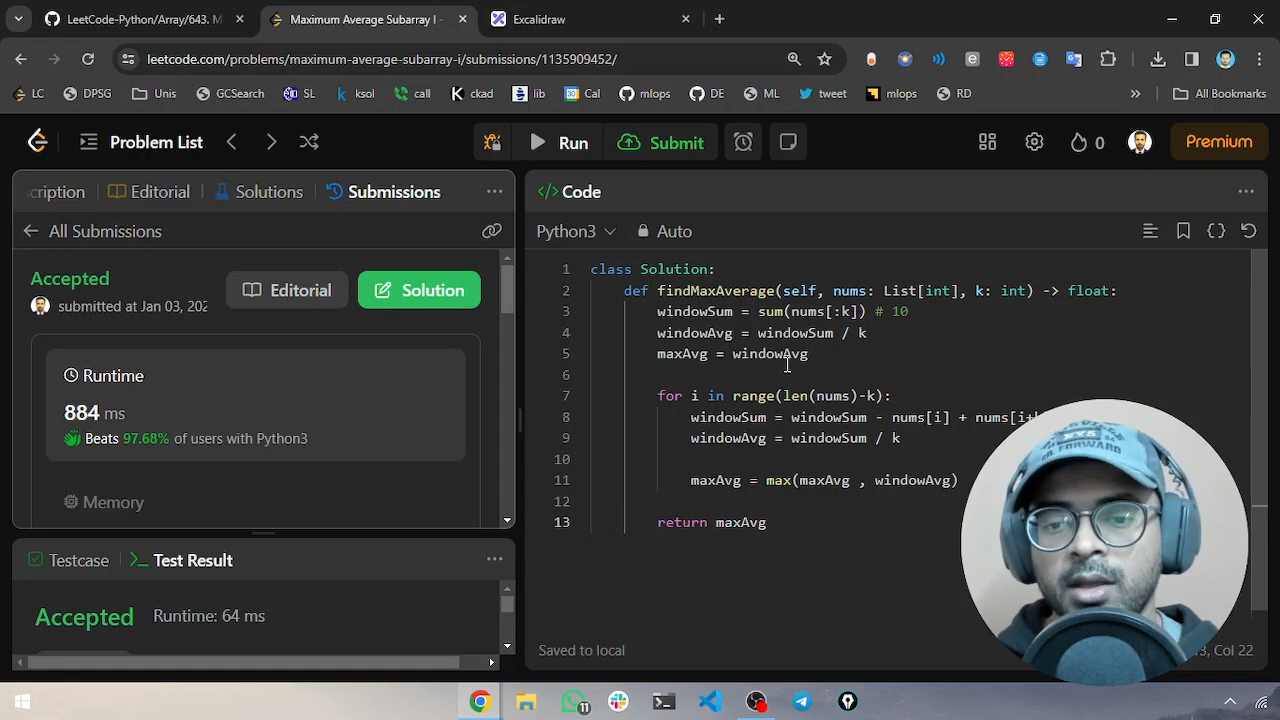 LeetCode-Python/Array/643. M
Maximum Average Subarray I -
Excalidraw
leetcode.com/problems/maximum-average-subarray-i/submissions/1135909452/
LC
DPSG
Unis
GCSearch
SL
ksol
call
ckad
lib
Cal
mlops
DE
ML
tweet
mlops
RD
»
All Bookmarks
Problem List
Run
Submit
0
Premium
scription
Editorial
Solutions
Submissions
All Submissions
Accepted
submitted at Jan 03, 202
Editorial
Solution
Runtime
884 ms
Beats 97.68% of users with Python3
Memory
Testcase
Test Result
Accepted Runtime: 64 ms
</> Code
Python3
Auto
1 class Solution:
2 def findMaxAverage(self, nums: List[int], k: int) -> float:
3 windowSum = sum(nums[:k]) # 10
4 windowAvg = windowSum / k
5 maxAvg = windowAvg
6
7 for i in range(len(nums)-k):
8 windowSum = windowSum - nums[i] + nums[i+
9 windowAvg = windowSum / k
10
11 maxAvg = max(maxAvg , windowAvg)
12
13 return maxAvg
Saved to local
3, Col 22
11